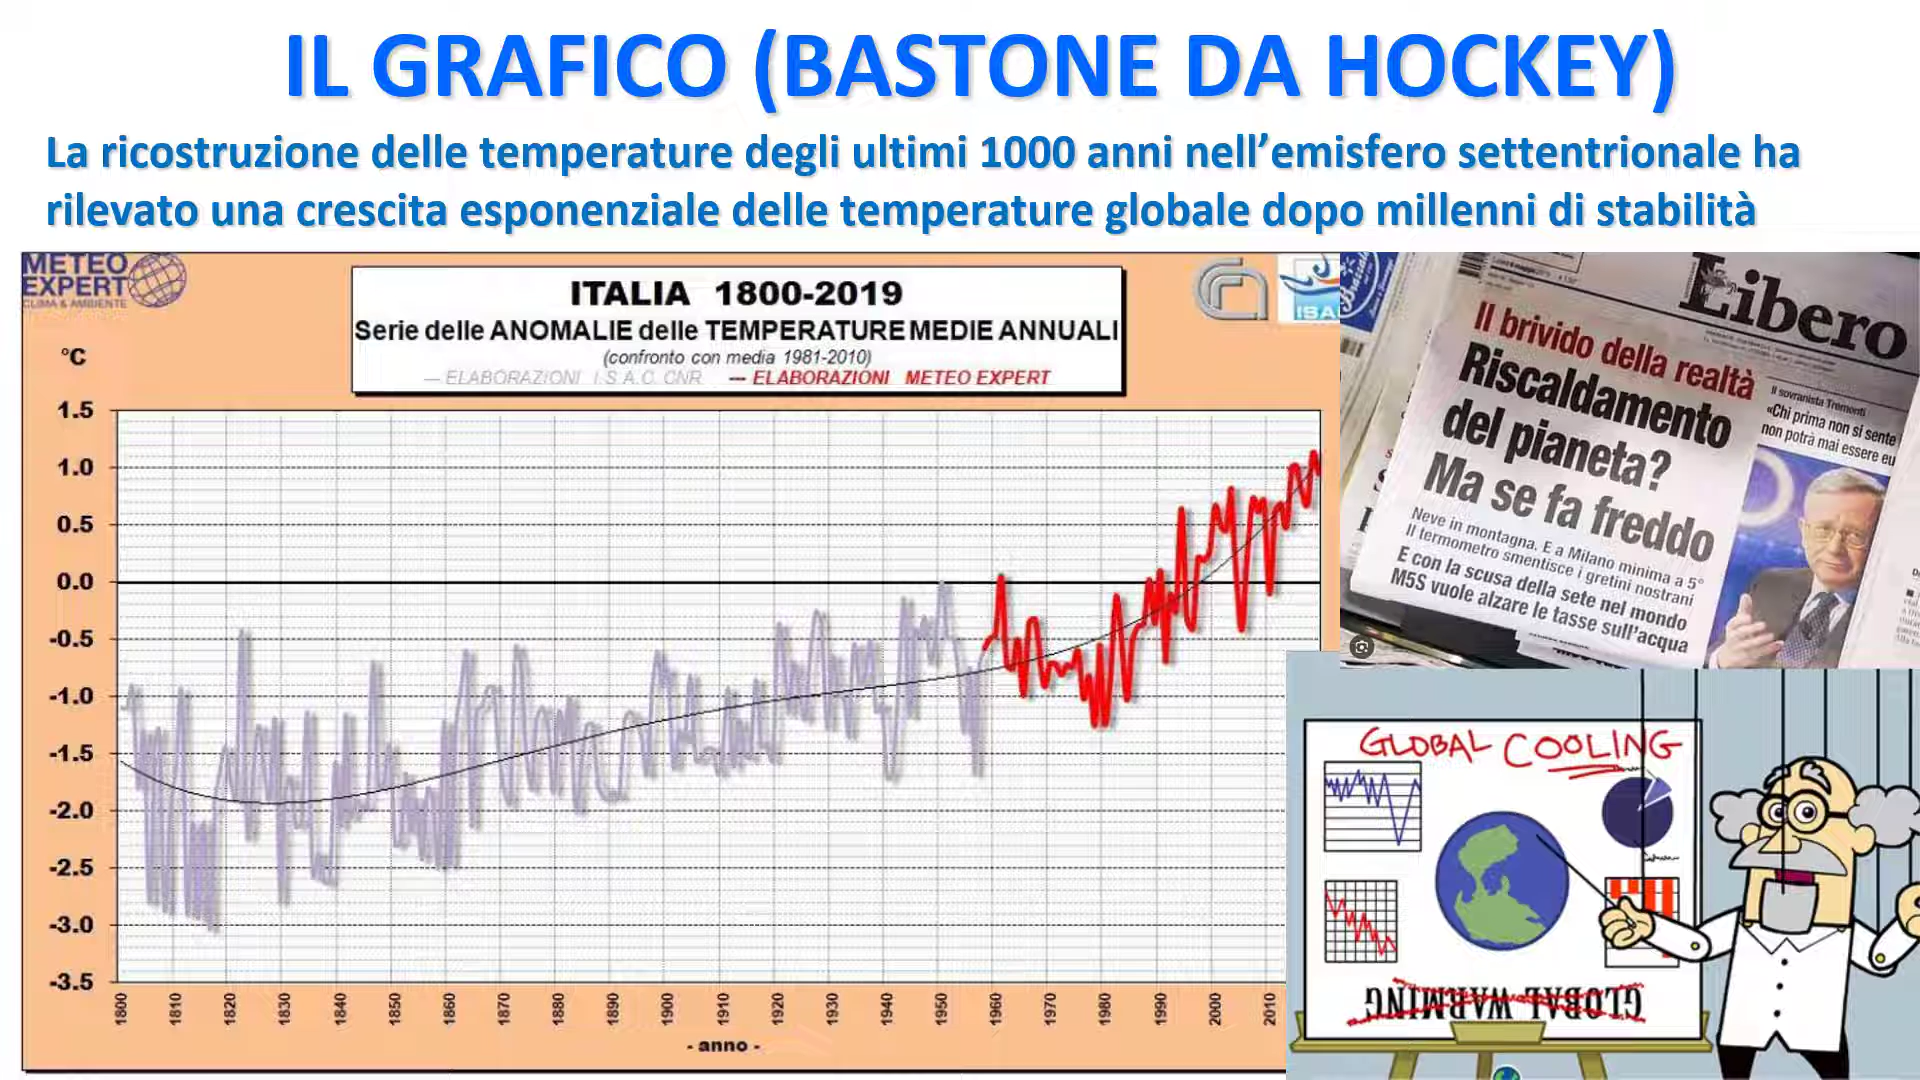 IL GRAFICO (BASTONE DA HOCKEY)
La ricostruzione delle temperature degli ultimi 1000 anni nell’emisfero settentrionale ha
rilevato una crescita esponenziale delle temperature globale dopo millenni di stabilità
METEO
EXPERT
CLIMA & AMBIENTE
ITALIA 1800-2019
Serie delle ANOMALIE delle TEMPERATURE MEDIE ANNUALI
(confronto con media 1981-2010)
— ELABORAZIONI I.S.A.C. CNR --- ELABORAZIONI METEO EXPERT
ISA
°C
1.5
1.0
0.5
0.0
-0.5
-1.0
-1.5
-2.0
-2.5
-3.0
-3.5
1800 1810 1820 1830 1840 1850 1860 1870 1880 1890 1900 1910 1920 1930 1940 1950 1960 1970 1980 1990 2000 2010
- anno -
Libero
Il brivido della realtà
Riscaldamento
del pianeta?
Ma se fa freddo
Neve in montagna. E a Milano minima a 5°
Il termometro smentisce i gretini nostrani
E con la scusa della sete nel mondo
M5S vuole alzare le tasse sull'acqua
Il sovranista Tremonti
«Chi prima non si sente
non potrà mai essere eu
GLOBAL COOLING
GLOBAL WARMING